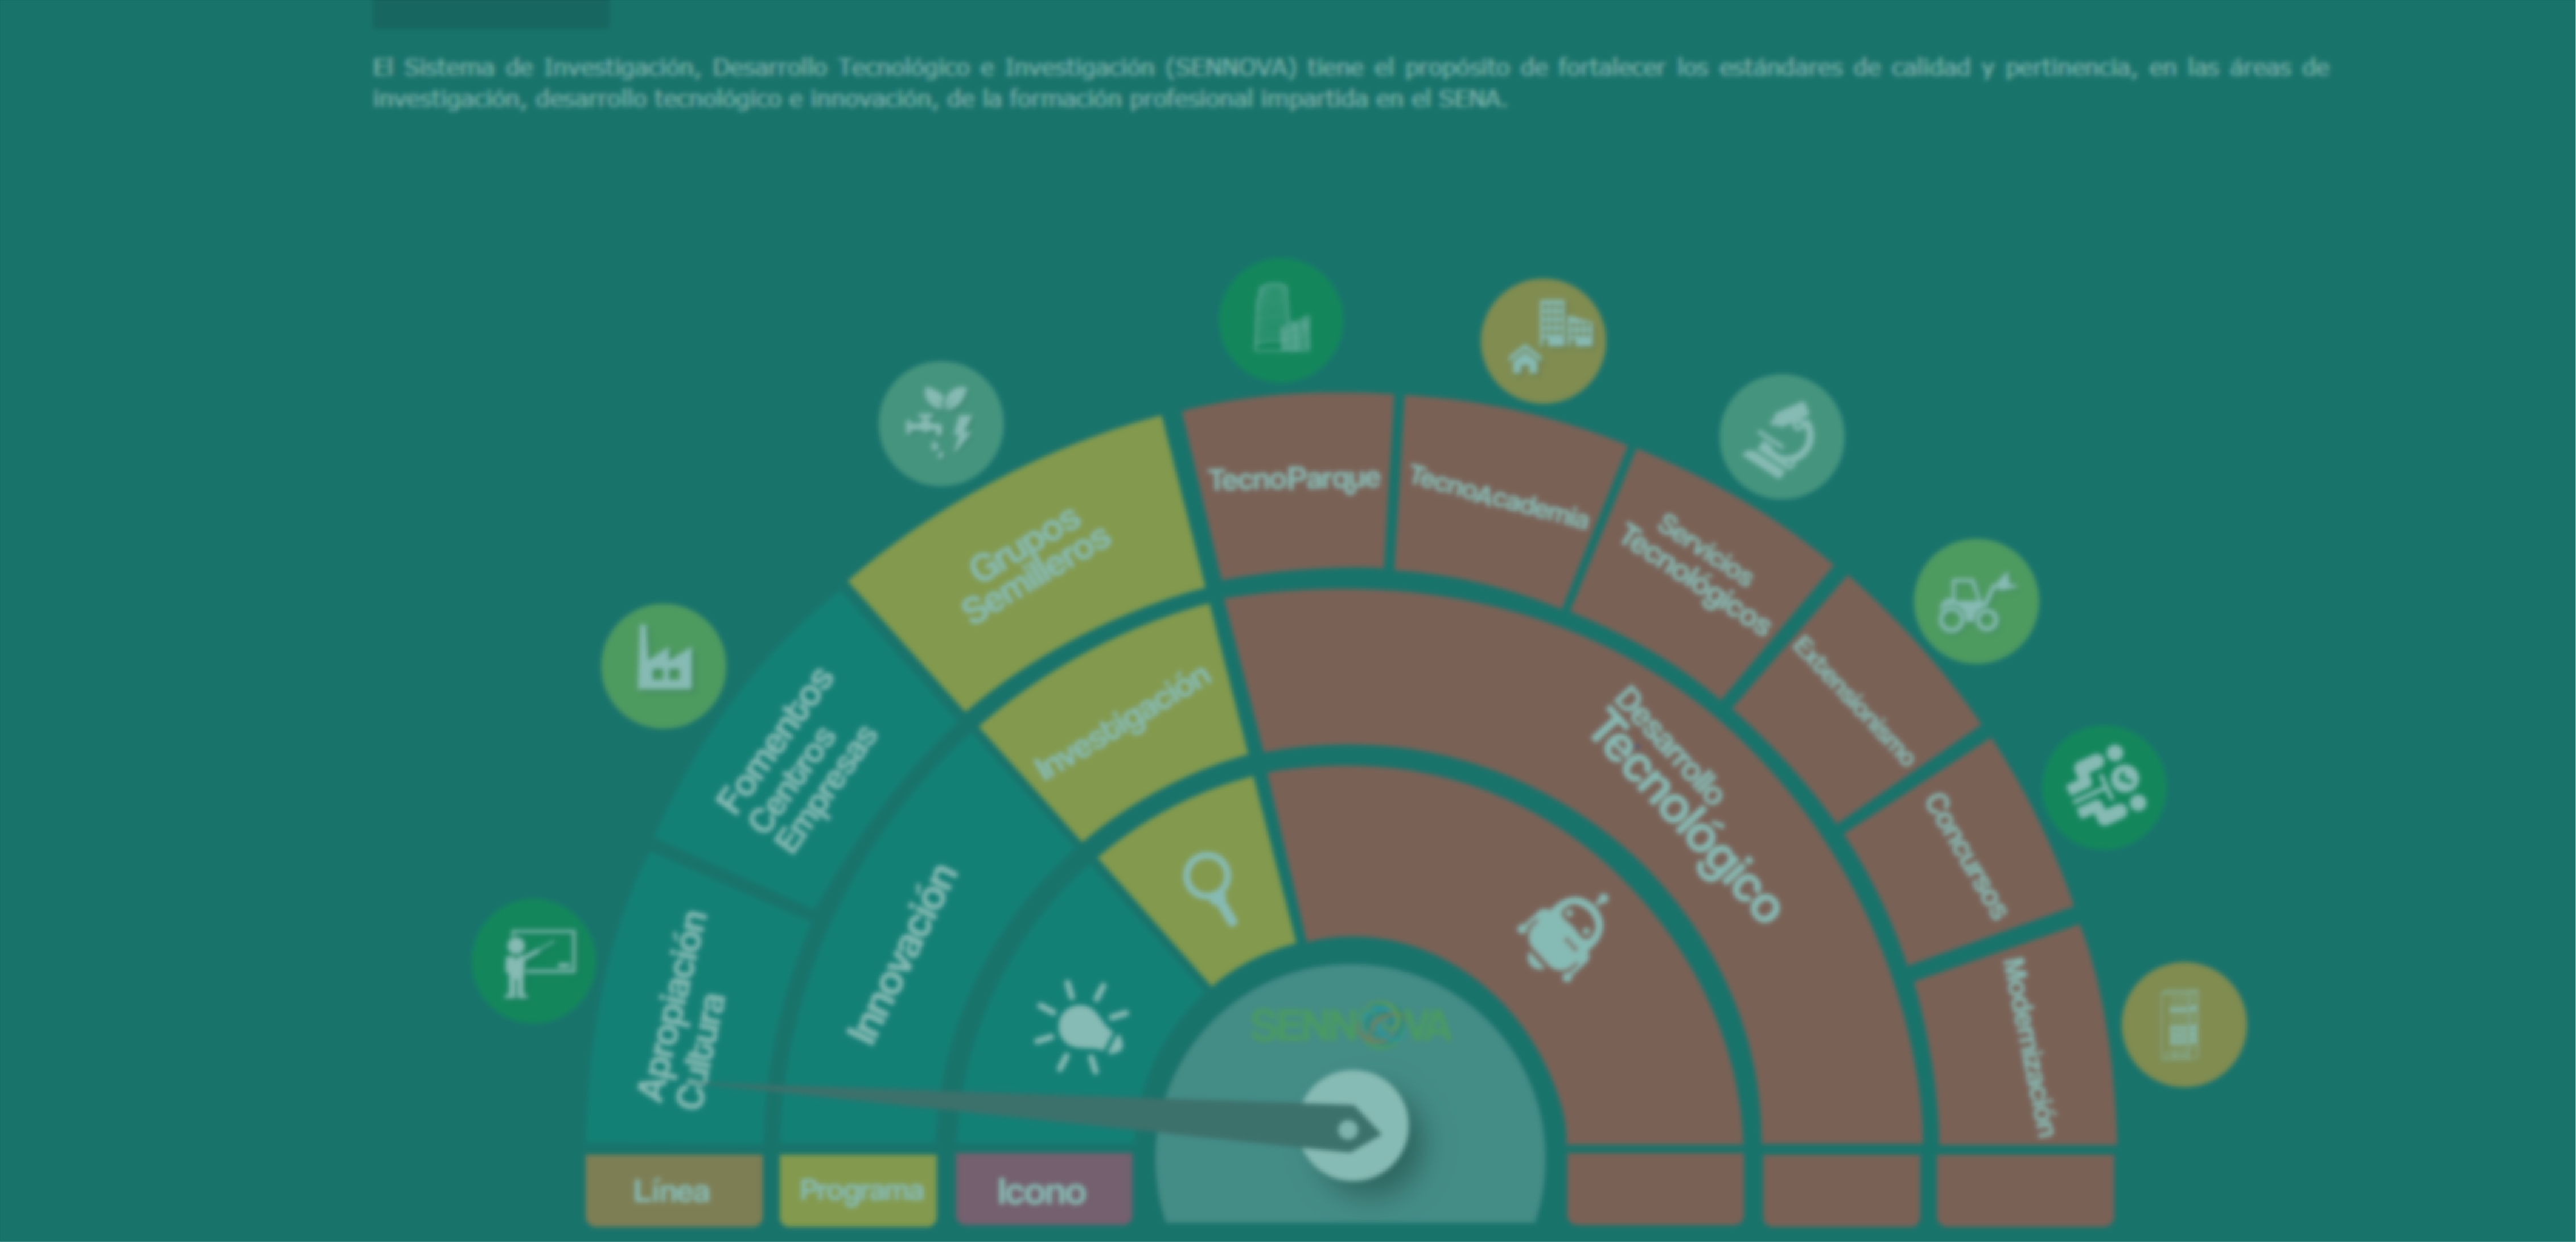 El Sistema de Investigación, Desarrollo Tecnológico e Investigación (SENNOVA) tiene el propósito de fortalecer los estándares de calidad y pertinencia, en las áreas de
investigación, desarrollo tecnológico e innovación, de la formación profesional impartida en el SENA.
TecnoParque
TecnoAcademia
Servicios
Tecnológicos
Extensionismo
Concursos
Modernización
Grupos
Semilleros
Fomentos
Centros
Empresas
Apropiación
Cultura
Investigación
Innovación
Desarrollo
Tecnológico
SENNOVA
Línea
Programa
Icono